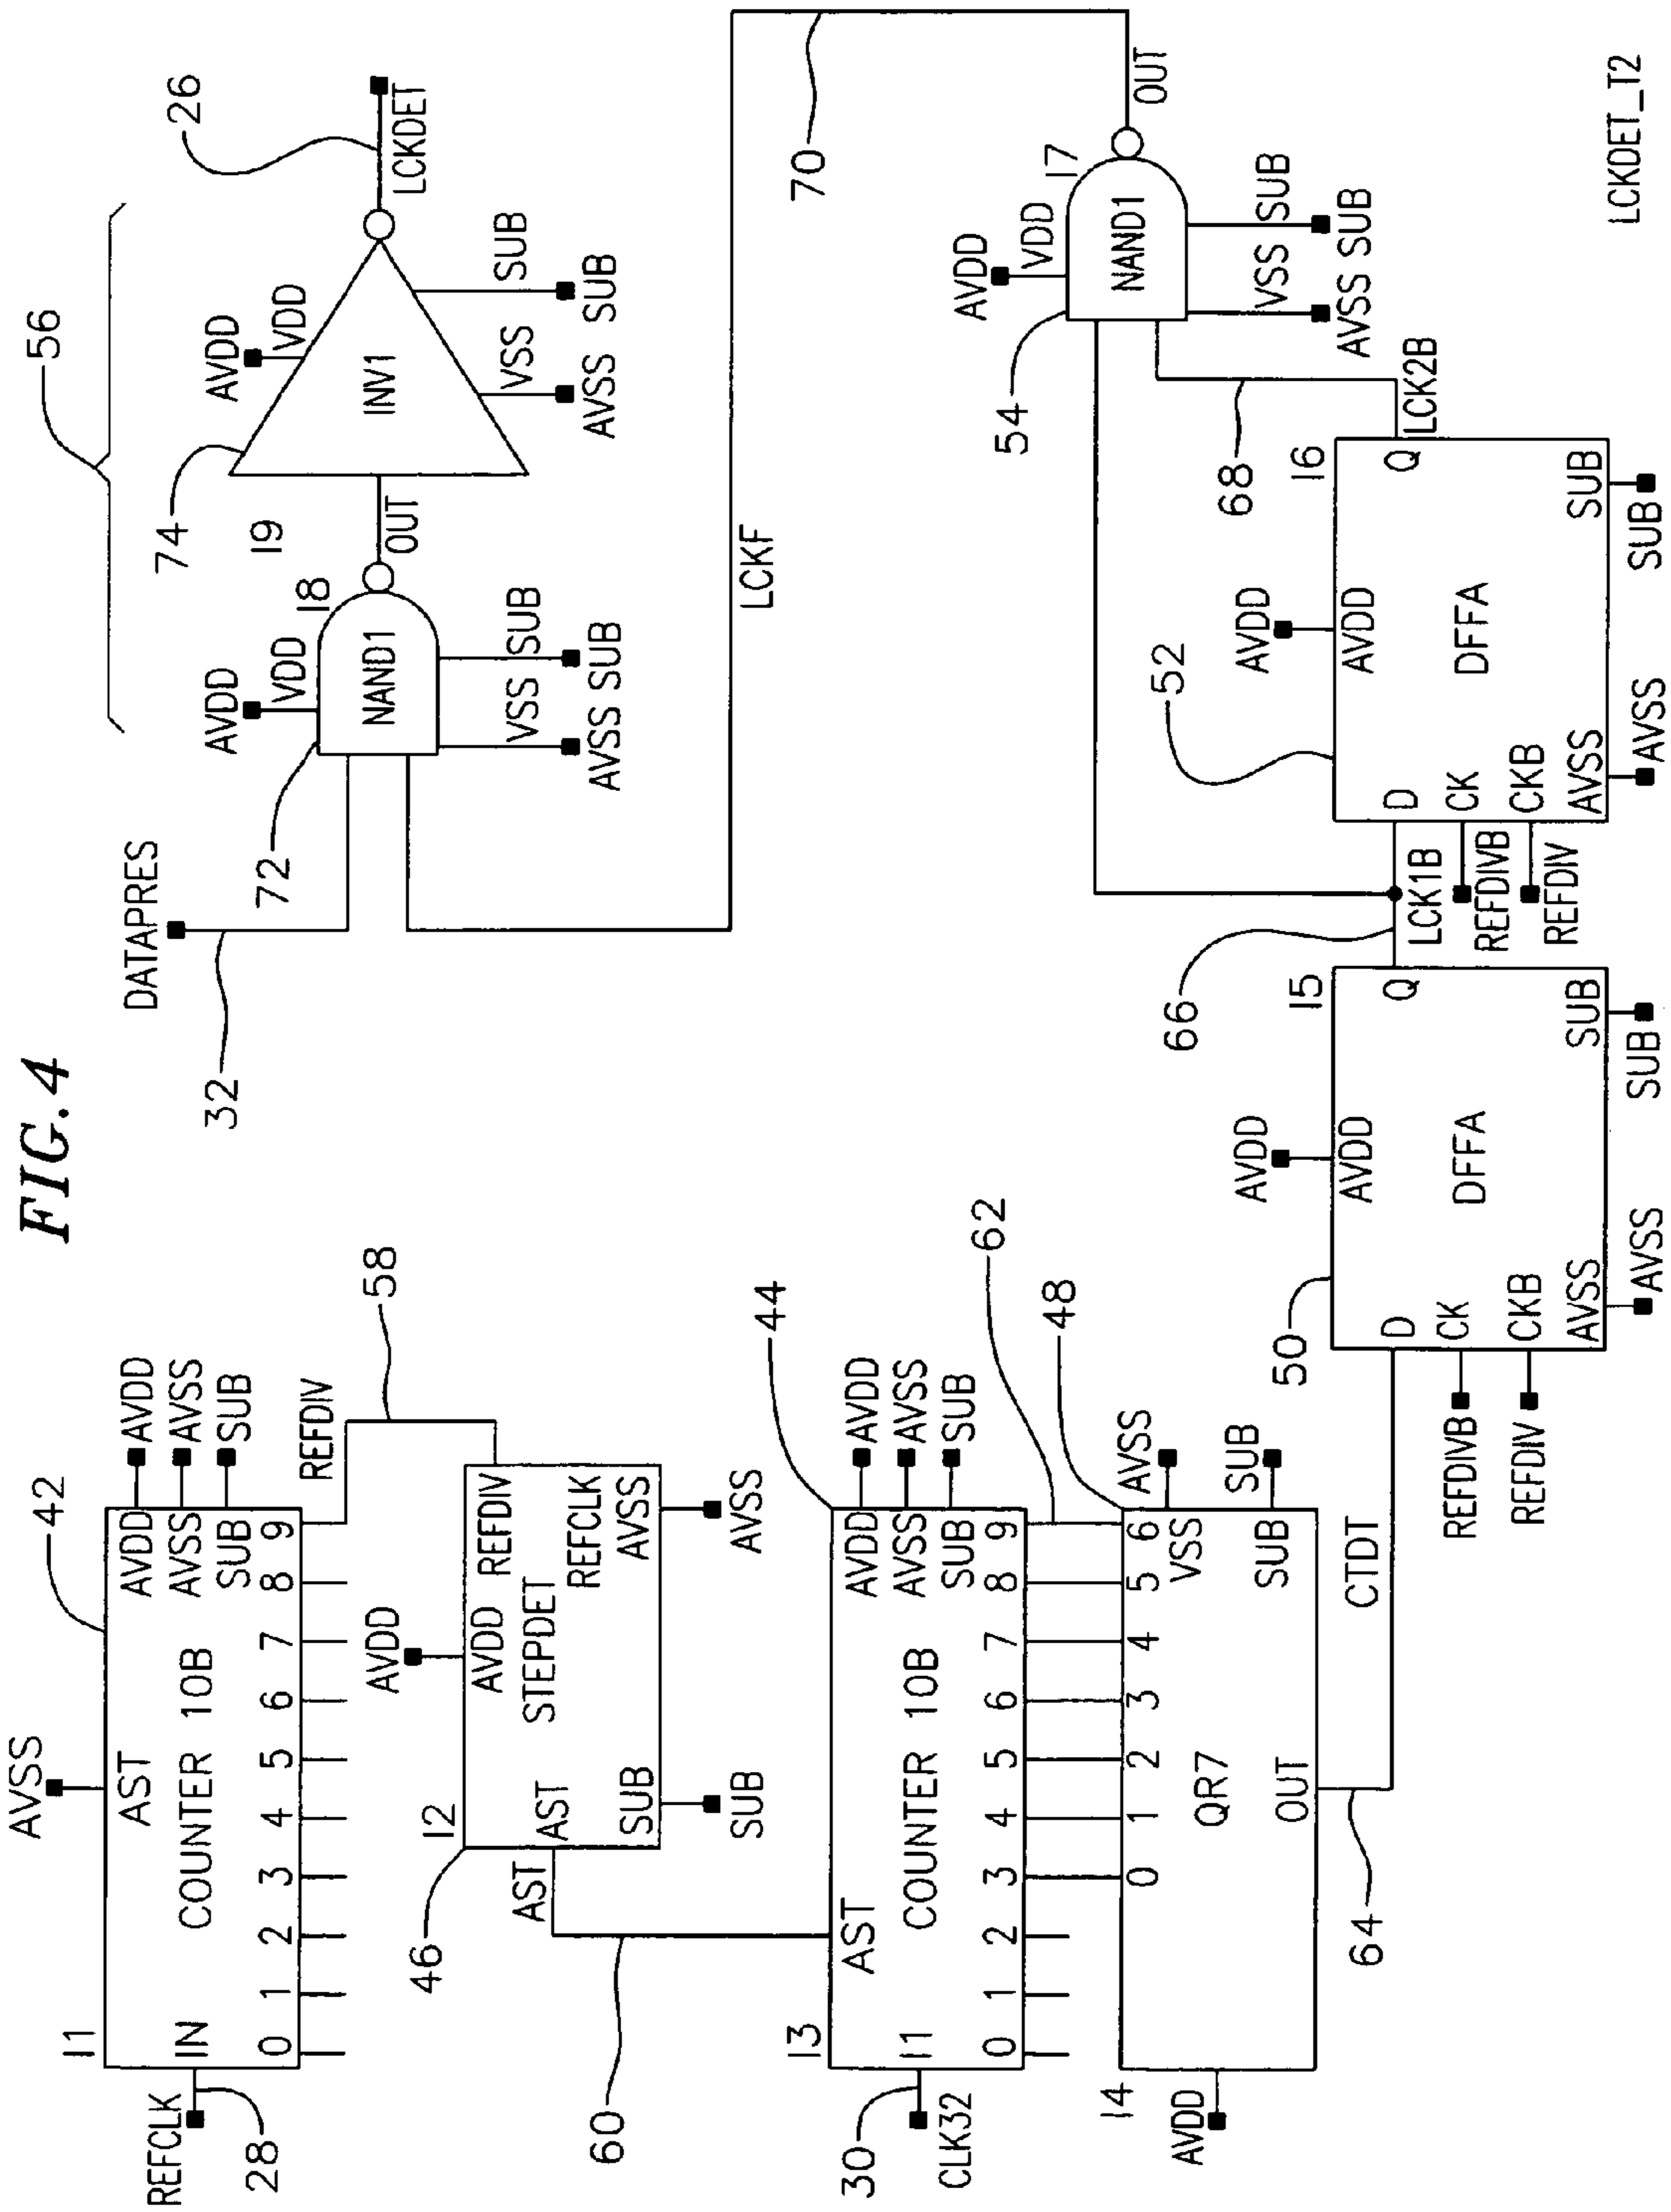 FIG.4
56
AVSS
I1
42
AST
AVDD
AVDD
AVSS
AVSS
SUB
SUB
IN
COUNTER 10B
REFCLK
28
0 1 2 3 4 5 6 7 8 9
REFDIV
58
AVDD
I2
46
AVDD
REFDIV
STEPDET
AST
REFCLK
SUB
AVSS
AST
SUB
AVSS
60
I3
44
AST
AVDD
AVDD
AVSS
AVSS
SUB
SUB
I1
COUNTER 10B
30
CLK32
0 1 2 3 4 5 6 7 8 9
62
48
I4
0 1 2 3 4 5 6
VSS
AVSS
QR7
SUB
SUB
AVDD
OUT
64
CTDT
DATAPRES
32
72
AVDD
VDD
I8
NAND1
VSS
SUB
AVSS
SUB
OUT
I9
74
AVDD
VDD
INV1
VSS
SUB
AVSS
SUB
26
LCKDET
LCKF
70
50
AVDD
I5
AVDD
D
Q
CK
DFFA
CKB
AVSS
SUB
REFDIVB
REFDIV
AVSS
SUB
66
LCK1B
52
AVDD
I6
AVDD
D
Q
CK
DFFA
CKB
AVSS
SUB
REFDIVB
REFDIV
AVSS
SUB
LCK2B
68
54
AVDD
VDD
I7
NAND1
VSS
SUB
AVSS
SUB
OUT
LCKDET_T2